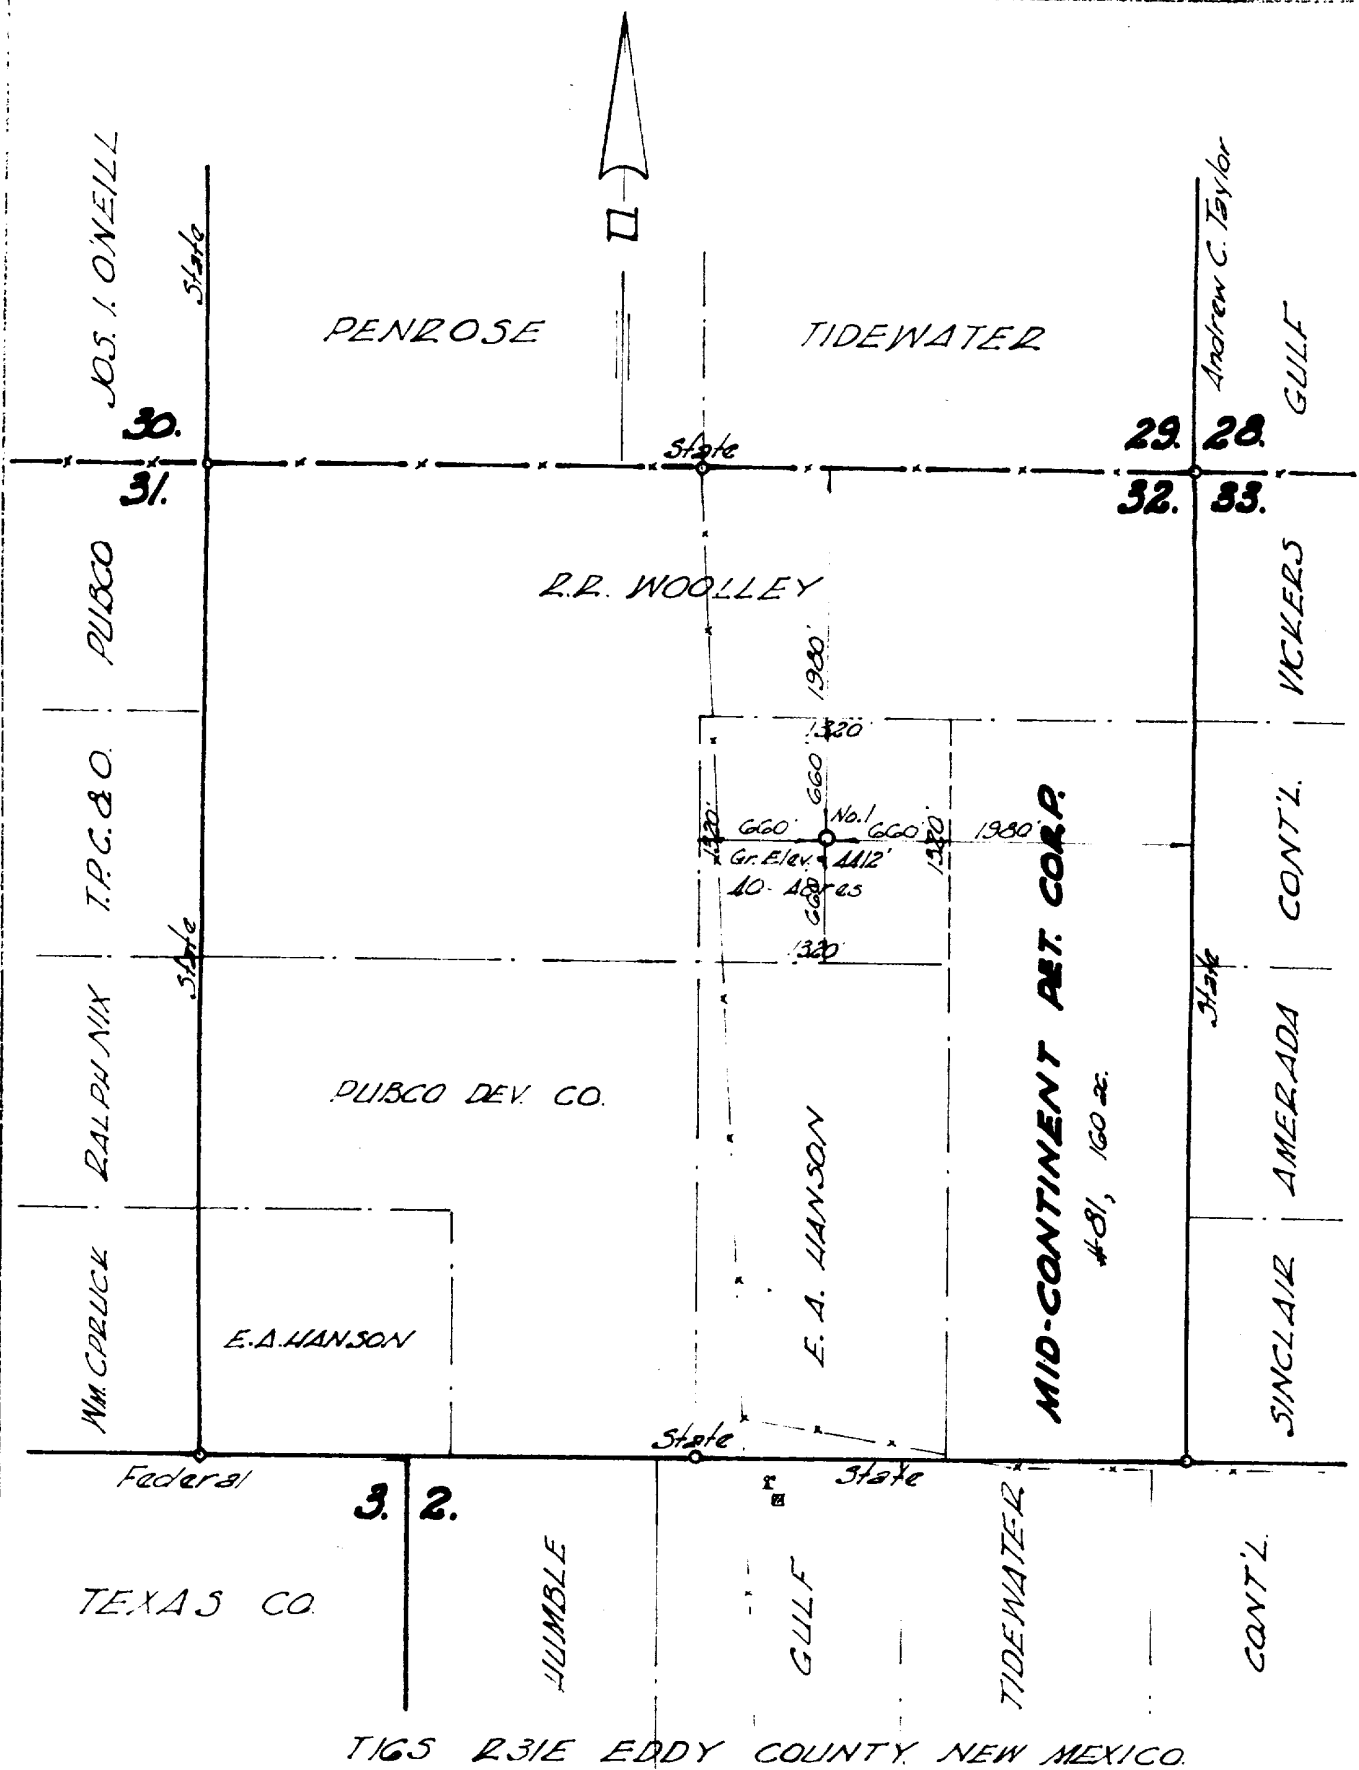 JOS. I. O'NEILL
State
n
PENROSE
TIDEWATER
Andrew C. Taylor
GULF
30.
State
29. 28.
31.
32. 33.
PUBCO
R.R. WOOLLEY
VICKERS
1980'
1320'
T.P.C. & O.
660'
No.1
1320'
660'
660'
1320'
1980'
Gr. Elev. 4412'
40 - Acres
660'
1320'
MID-CONTINENT PET. CORP.
#81, 160 ac.
CONT'L.
State
State
RALPH NIX
PUBCO DEV. CO.
E. A. HANSON
AMERADA
Wm. CPRUCK
E.A. HANSON
SINCLAIR
State
Federal
State
3. 2.
TEXAS CO.
HUMBLE
GULF
TIDEWATER
CONT'L.
T16S R31E EDDY COUNTY. NEW MEXICO.